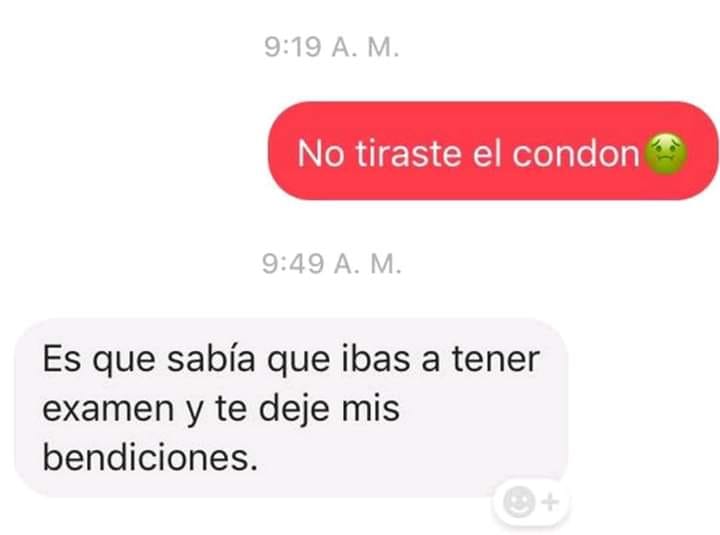 9:19 A. M.
No tiraste el condon🤢
9:49 A. M.
Es que sabía que ibas a tener
examen y te deje mis
bendiciones.